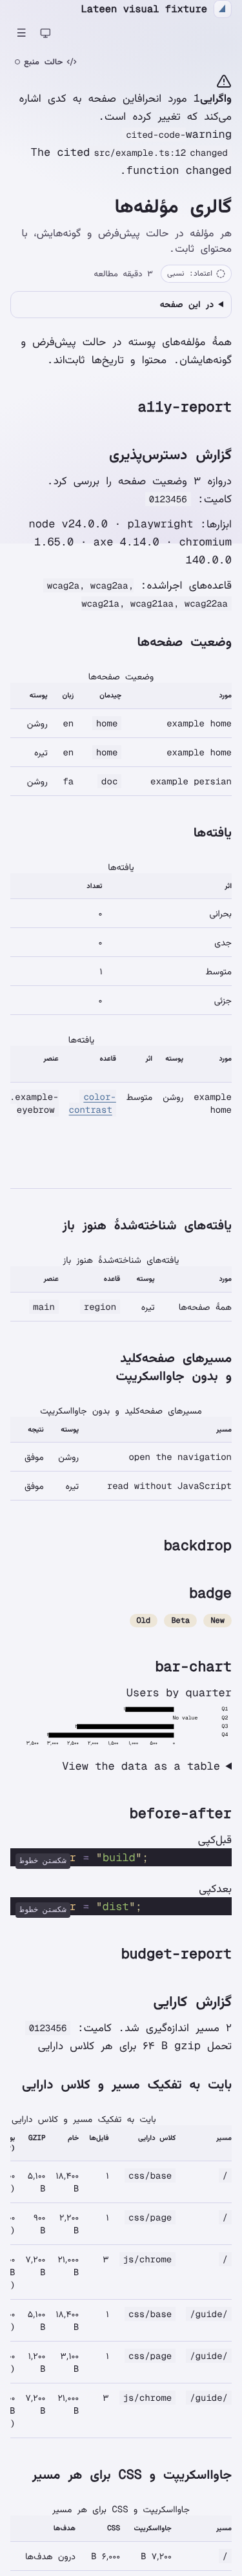 Lateen visual fixture
حالت منبع
واگرایی1 مورد انحرافاین صفحه به کدی اشاره می‌کند که تغییر کرده است.
cited-code-warning
The cited src/example.ts:12 changed function changed.
گالری مؤلفه‌ها
هر مؤلفه در حالت پیش‌فرض و گونه‌هایش، با محتوای ثابت.
اعتماد: نسبی
۳ دقیقه مطالعه
در این صفحه
همهٔ مؤلفه‌های پوسته در حالت پیش‌فرض و گونه‌هایشان. محتوا و تاریخ‌ها ثابت‌اند.
a11y-report
گزارش دسترس‌پذیری
دروازه ۳ وضعیت صفحه را بررسی کرد. کامیت: 0123456
ابزارها: node v24.0.0 · playwright 1.65.0 · axe 4.14.0 · chromium 140.0.0
قاعده‌های اجراشده: wcag2a, wcag2aa, wcag21a, wcag21aa, wcag22aa
وضعیت صفحه‌ها
وضعیت صفحه‌ها
مورد چیدمان زبان پوسته
example home home en روشن
example home home en تیره
example persian doc fa روشن
یافته‌ها
یافته‌ها
اثر تعداد
بحرانی ۰
جدی ۰
متوسط ۱
جزئی ۰
یافته‌ها
مورد پوسته اثر قاعده عنصر
example home روشن متوسط color-contrast .example-eyebrow
یافته‌های شناخته‌شدهٔ هنوز باز
یافته‌های شناخته‌شدهٔ هنوز باز
مورد پوسته قاعده عنصر
همهٔ صفحه‌ها تیره region main
مسیرهای صفحه‌کلید و بدون جاوااسکریپت
مسیرهای صفحه‌کلید و بدون جاوااسکریپت
مسیر پوسته نتیجه
open the navigation روشن موفق
read without JavaScript تیره موفق
backdrop
badge
New Beta Old
bar-chart
Users by quarter
Q1
Q2 No value
Q3
Q4
۰ ۵۰۰ ۱٬۰۰۰ ۱٬۵۰۰ ۲٬۰۰۰ ۲٬۵۰۰ ۳٬۰۰۰ ۳٬۵۰۰
View the data as a table
before-after
قبل‌کپی
r = "build";
شکستن خطوط
بعدکپی
r = "dist";
شکستن خطوط
budget-report
گزارش کارایی
۲ مسیر اندازه‌گیری شد. کامیت: 0123456
تحمل ۶۴ B gzip برای هر کلاس دارایی
بایت به تفکیک مسیر و کلاس دارایی
بایت به تفکیک مسیر و کلاس دارایی
مسیر کلاس دارایی فایل‌ها خام GZIP
/ css/base ۱ ۱۸٬۴۰۰ B ۵٬۱۰۰ B
/ css/page ۱ ۲٬۲۰۰ B ۹۰۰ B
/ js/chrome ۳ ۲۱٬۰۰۰ B ۷٬۲۰۰ B
/guide/ css/base ۱ ۱۸٬۴۰۰ B ۵٬۱۰۰ B
/guide/ css/page ۱ ۳٬۱۰۰ B ۱٬۲۰۰ B
/guide/ js/chrome ۳ ۲۱٬۰۰۰ B ۷٬۲۰۰ B
جاوااسکریپت و CSS برای هر مسیر
جاوااسکریپت و CSS برای هر مسیر
مسیر جاوااسکریپت CSS هدف‌ها
/ ۷٬۲۰۰ B ۶٬۰۰۰ B درون هدف‌ها